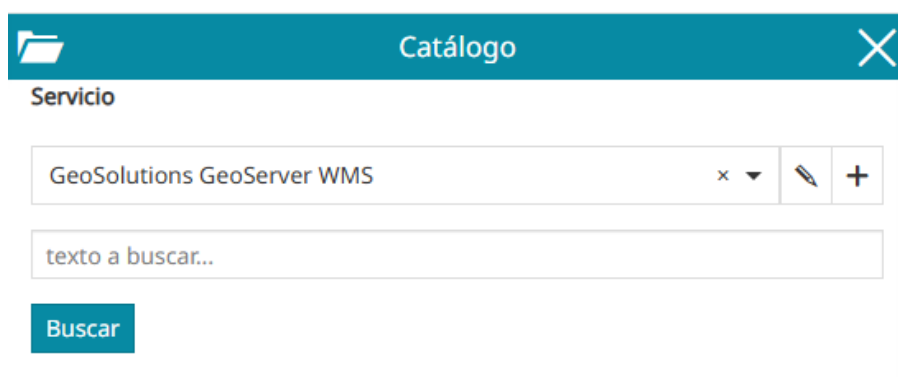 Catálogo
Servicio
GeoSolutions GeoServer WMS
texto a buscar...
Buscar